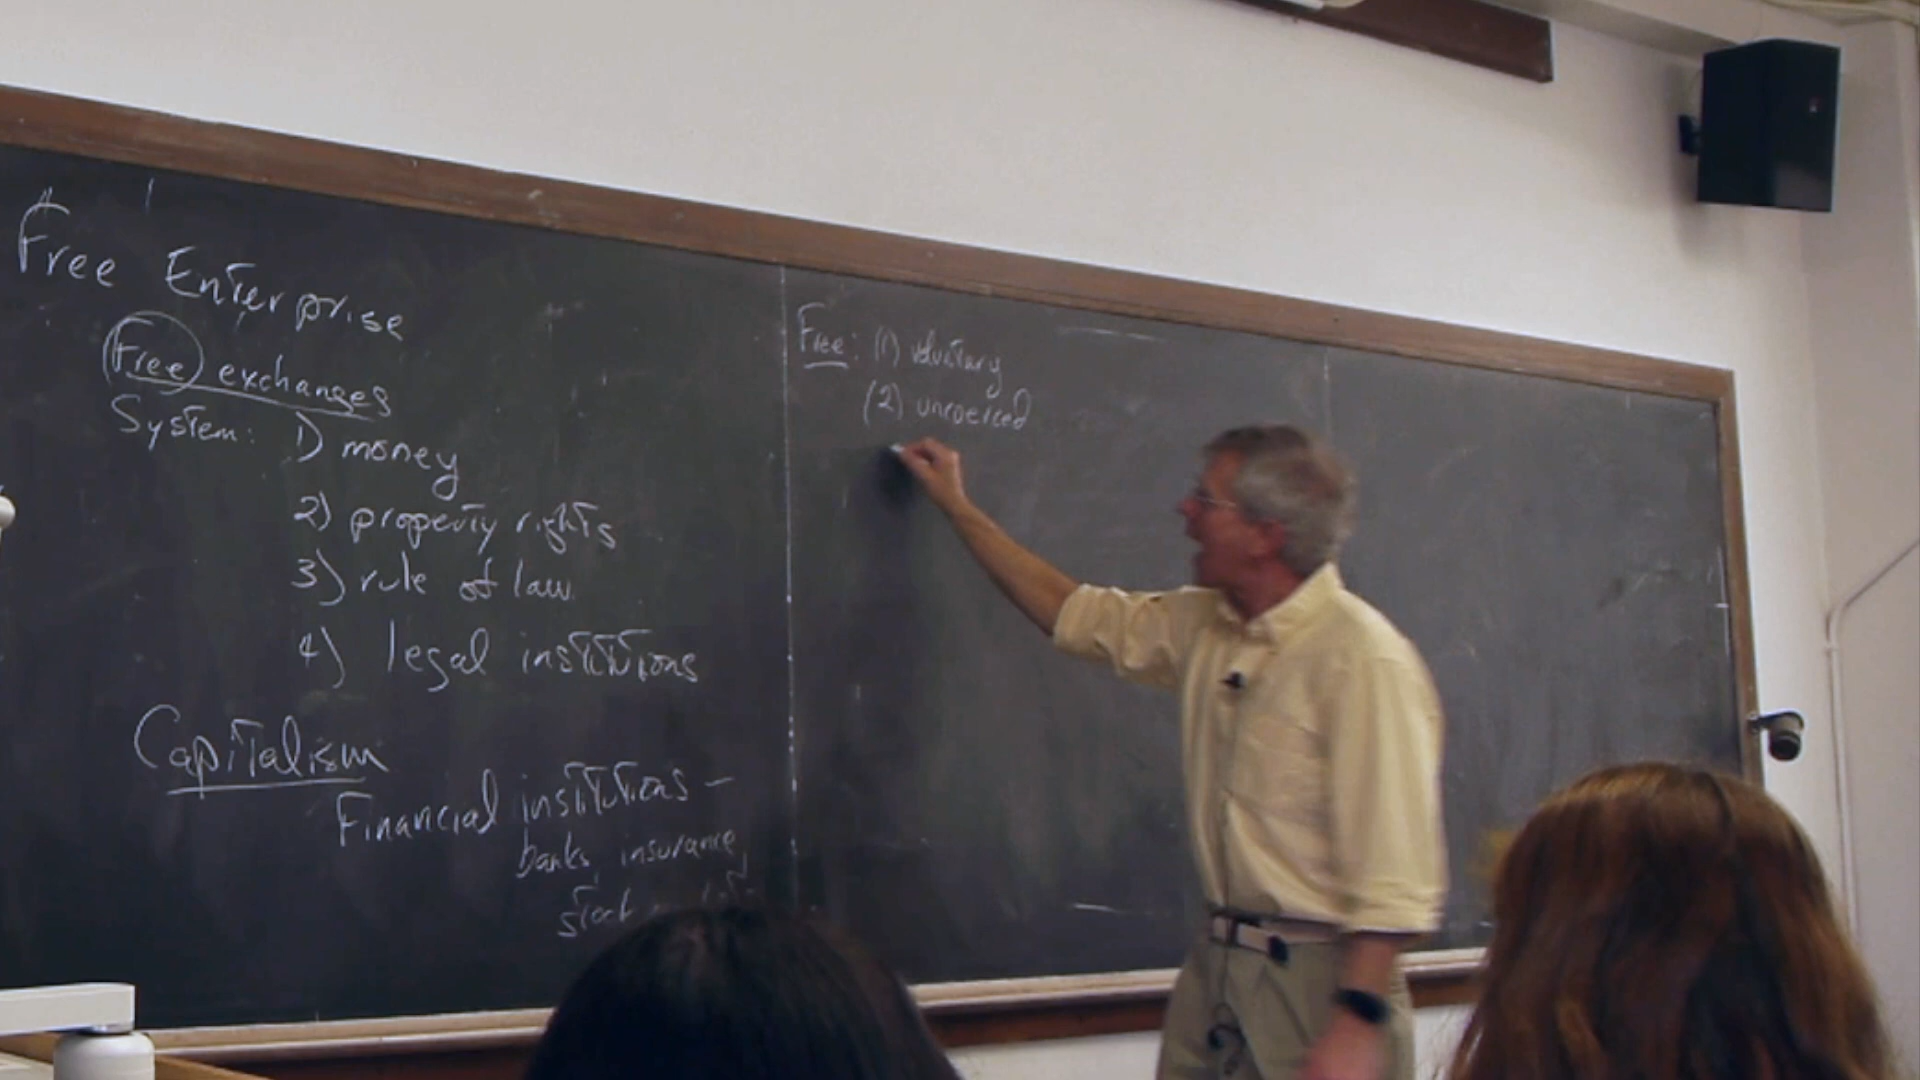 Free Enterprise
Free exchanges
System: 1) money
2) property rights
3) rule of law
4) legal institutions
Capitalism
Financial institutions -
banks, insurance,
stock
Free: (1) voluntary
(2) uncoerced